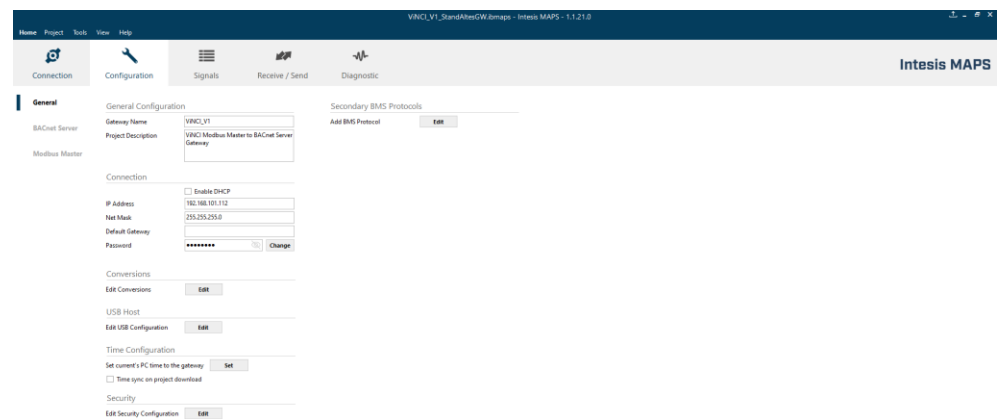 ViNCI_V1_StandAltesGW.ibmaps - Intesis MAPS - 1.1.21.0
Home Project Tools View Help
Connection Configuration Signals Receive / Send Diagnostic
Intesis MAPS
General
BACnet Server
Modbus Master
General Configuration
Gateway Name ViNCI_V1
Project Description ViNCI Modbus Master to BACnet Server
Gateway
Connection
Enable DHCP
IP Address 192.168.101.112
Net Mask 255.255.255.0
Default Gateway
Password •••••••• Change
Conversions
Edit Conversions Edit
USB Host
Edit USB Configuration Edit
Time Configuration
Set current's PC time to the gateway Set
Time sync on project download
Security
Edit Security Configuration Edit
Secondary BMS Protocols
Add BMS Protocol Edit